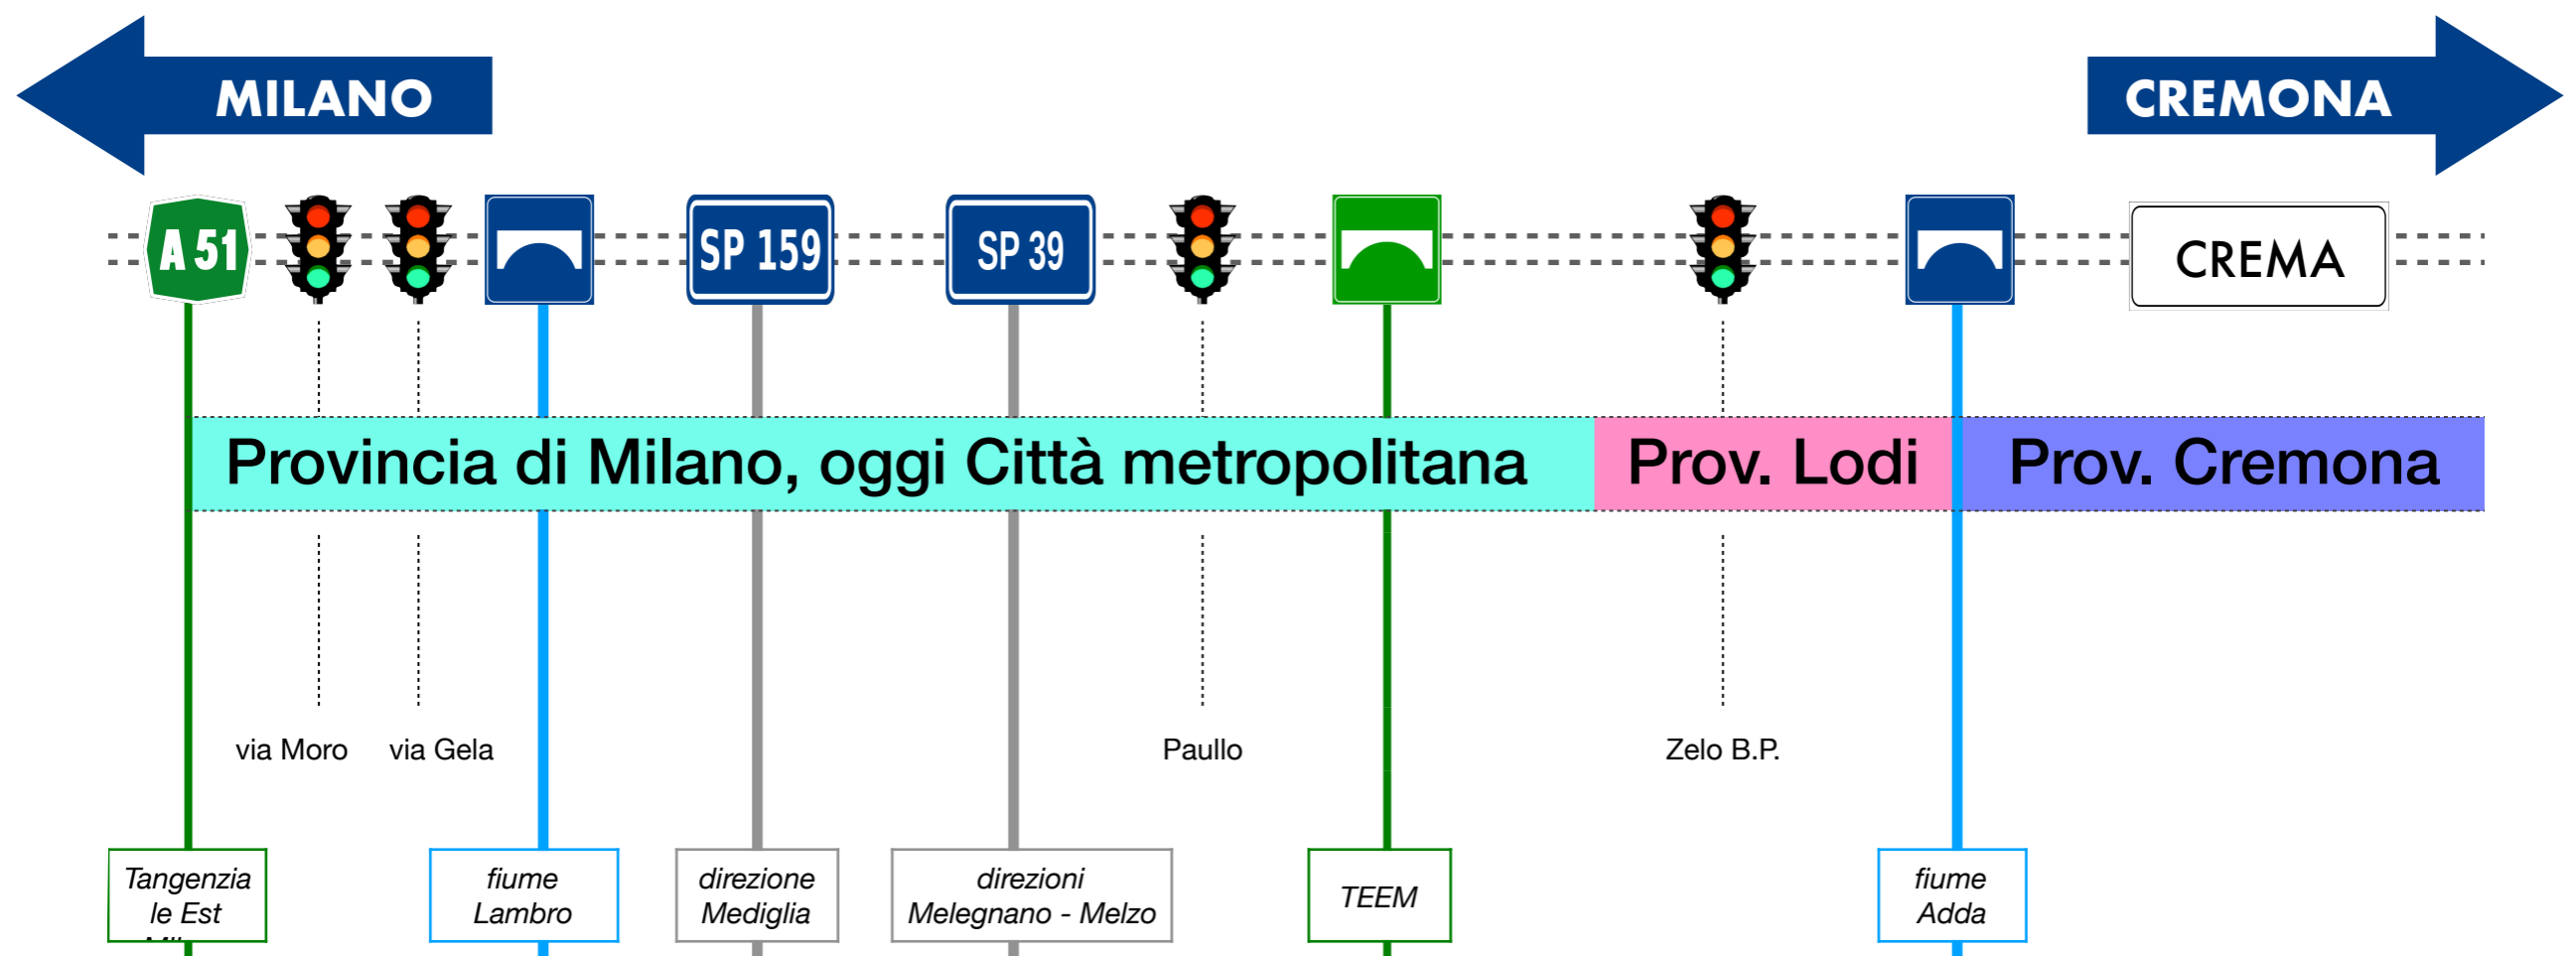 MILANO
CREMONA
A 51
SP 159
SP 39
CREMA
Provincia di Milano, oggi Città metropolitana
Prov. Lodi
Prov. Cremona
via Moro
via Gela
Paullo
Zelo B.P.
Tangenzia
le Est
fiume
Lambro
direzione
Mediglia
direzioni
Melegnano - Melzo
TEEM
fiume
Adda